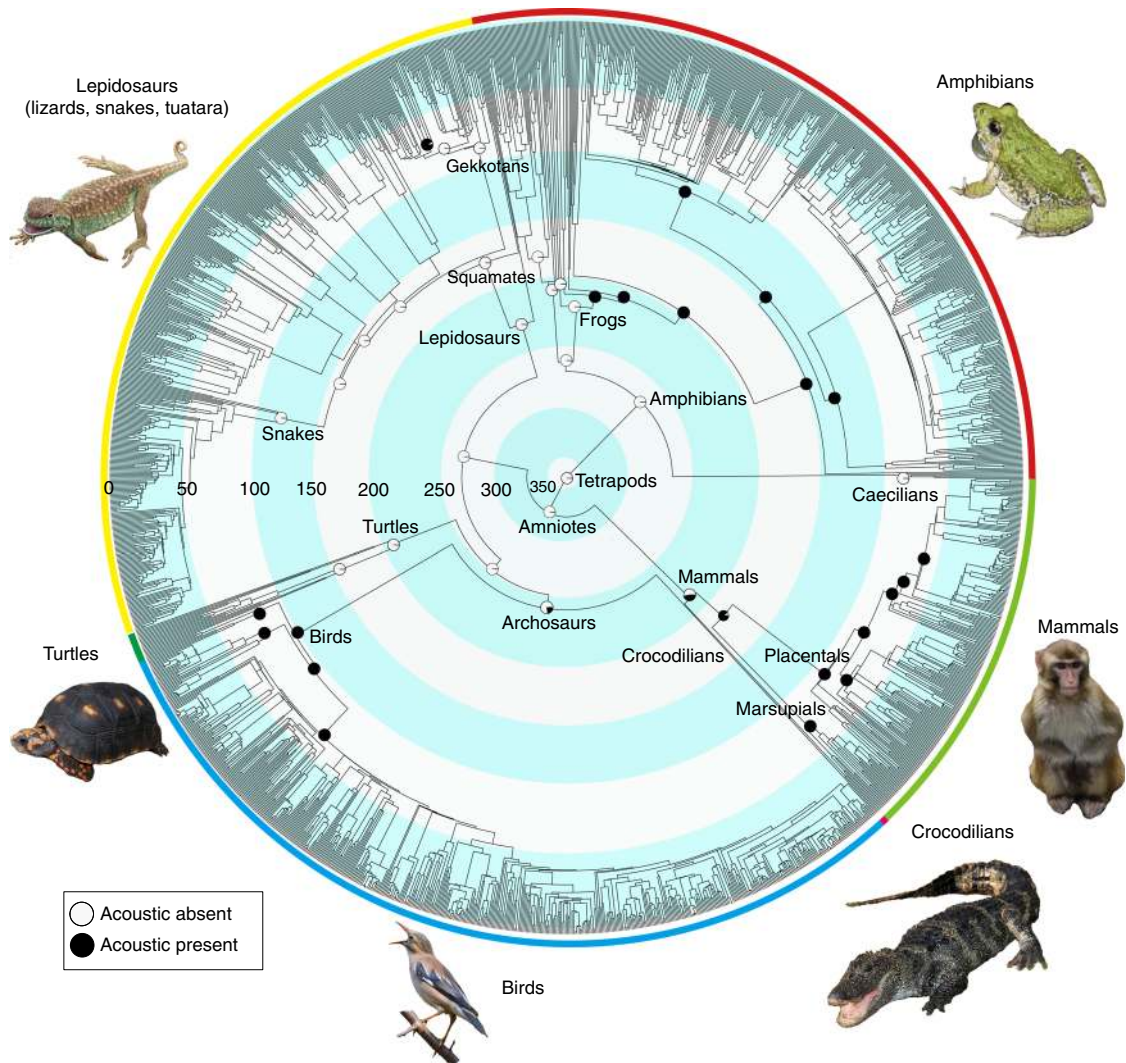 Lepidosaurs
(lizards, snakes, tuatara)
Amphibians
Gekkotans
Squamates
Frogs
Lepidosaurs
Amphibians
Snakes
Tetrapods
Caecilians
0
50
100
150
200
250
300
350
Turtles
Amniotes
Mammals
Archosaurs
Birds
Crocodilians
Placentals
Mammals
Turtles
Marsupials
Crocodilians
Acoustic absent
Acoustic present
Birds